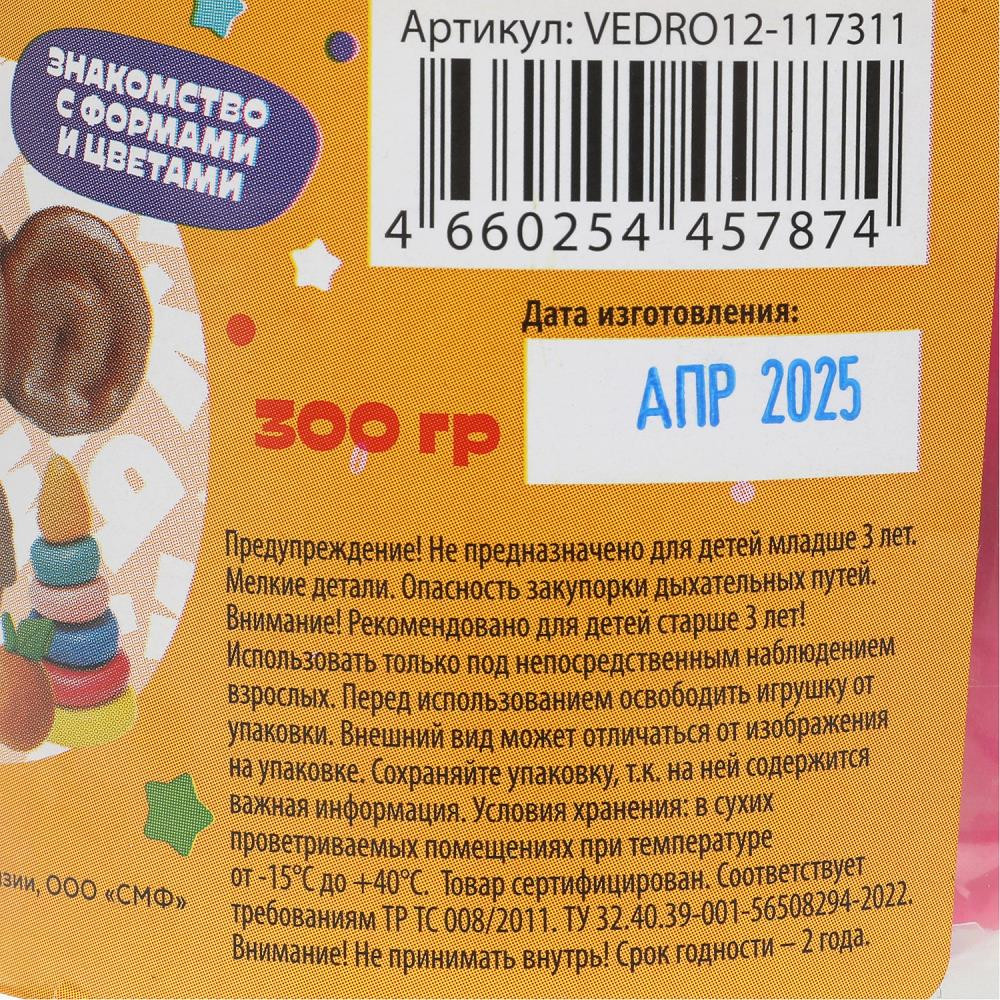 Артикул: VEDRO12-117311
ЗНАКОМСТВО
С ФОРМАМИ
И ЦВЕТАМИ
4 660254 457874
Дата изготовления:
АПР 2025
300 гр
Предупреждение! Не предназначено для детей младше 3 лет.
Мелкие детали. Опасность закупорки дыхательных путей.
Внимание! Рекомендовано для детей старше 3 лет!
Использовать только под непосредственным наблюдением
взрослых. Перед использованием освободить игрушку от
упаковки. Внешний вид может отличаться от изображения
на упаковке. Сохраняйте упаковку, т.к. на ней содержится
важная информация. Условия хранения: в сухих
проветриваемых помещениях при температуре
от -15°С до +40°С. Товар сертифицирован. Соответствует
требованиям ТР ТС 008/2011. ТУ 32.40.39-001-56508294-2022.
Внимание! Не принимать внутрь! Срок годности – 2 года.
ООО «СМФ»